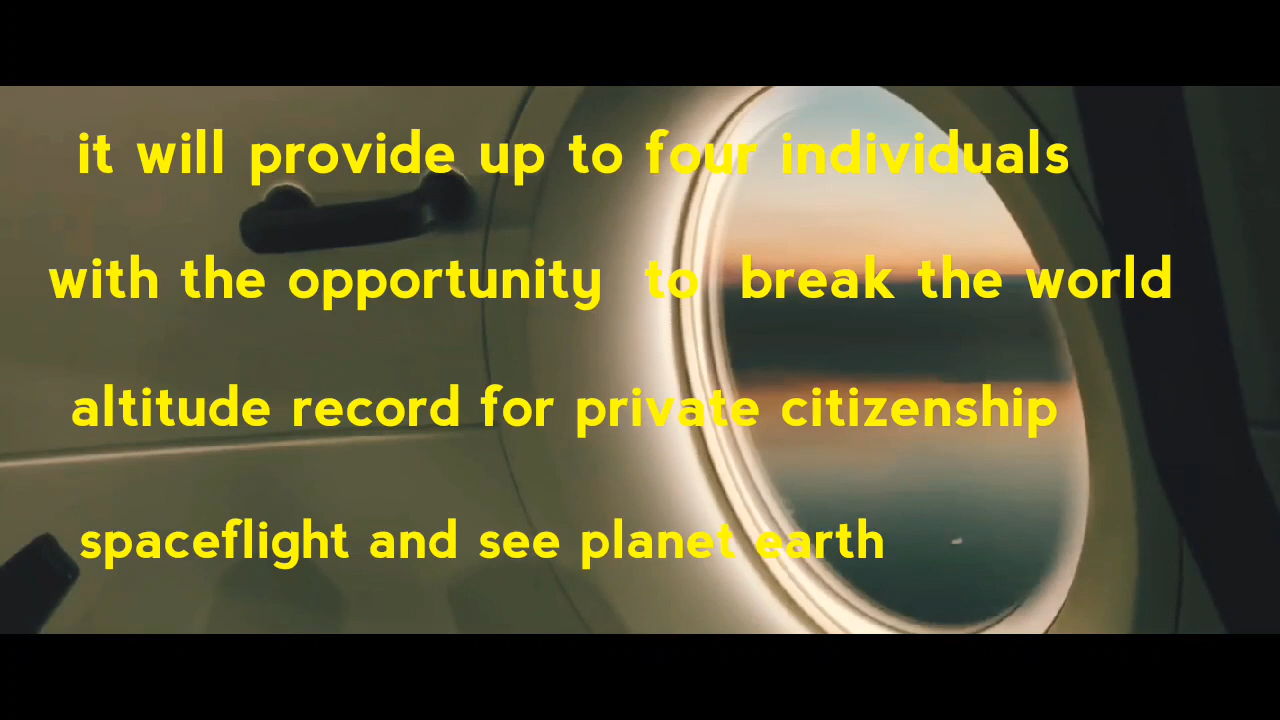 it will provide up to four individuals
with the opportunity to break the world
altitude record for private citizenship
spaceflight and see planet earth